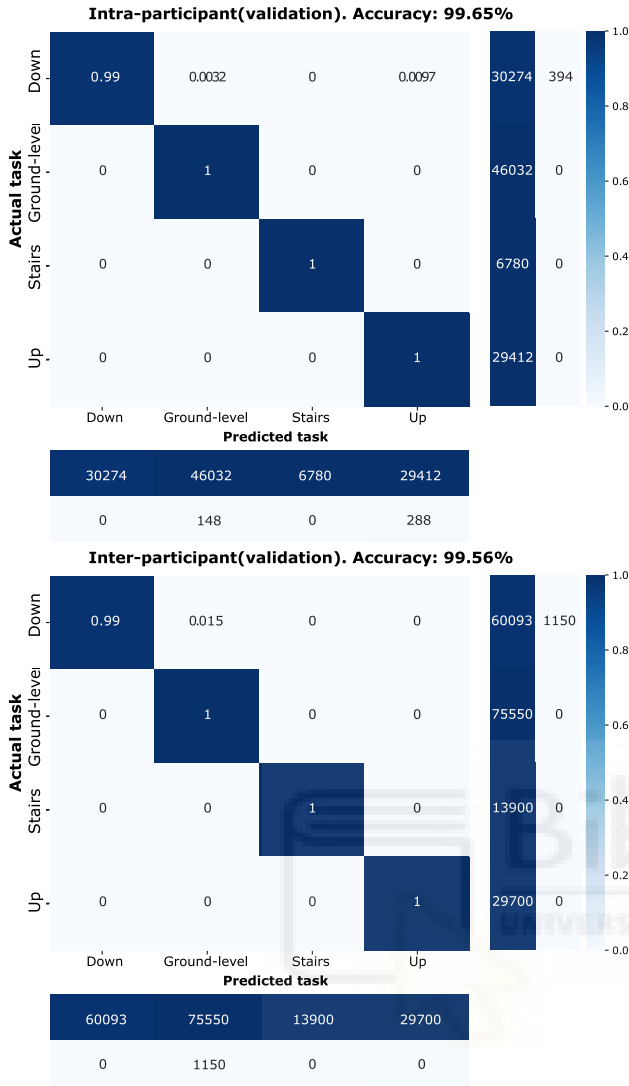 Intra-participant(validation). Accuracy: 99.65%
Down 0.99 0.0032 0 0.0097 30274 394
Ground-level 0 1 0 0 46032 0
Stairs 0 0 1 0 6780 0
Up 0 0 0 1 29412 0
1.0
0.8
0.6
0.4
0.2
0.0
Actual task
Down Ground-level Stairs Up
Predicted task
30274 46032 6780 29412
0 148 0 288
Inter-participant(validation). Accuracy: 99.56%
Down 0.99 0.015 0 0 60093 1150
Ground-level 0 1 0 0 75550 0
Stairs 0 0 1 0 13900 0
Up 0 0 0 1 29700 0
1.0
0.8
0.6
0.4
0.2
0.0
Actual task
Down Ground-level Stairs Up
Predicted task
60093 75550 13900 29700
0 1150 0 0